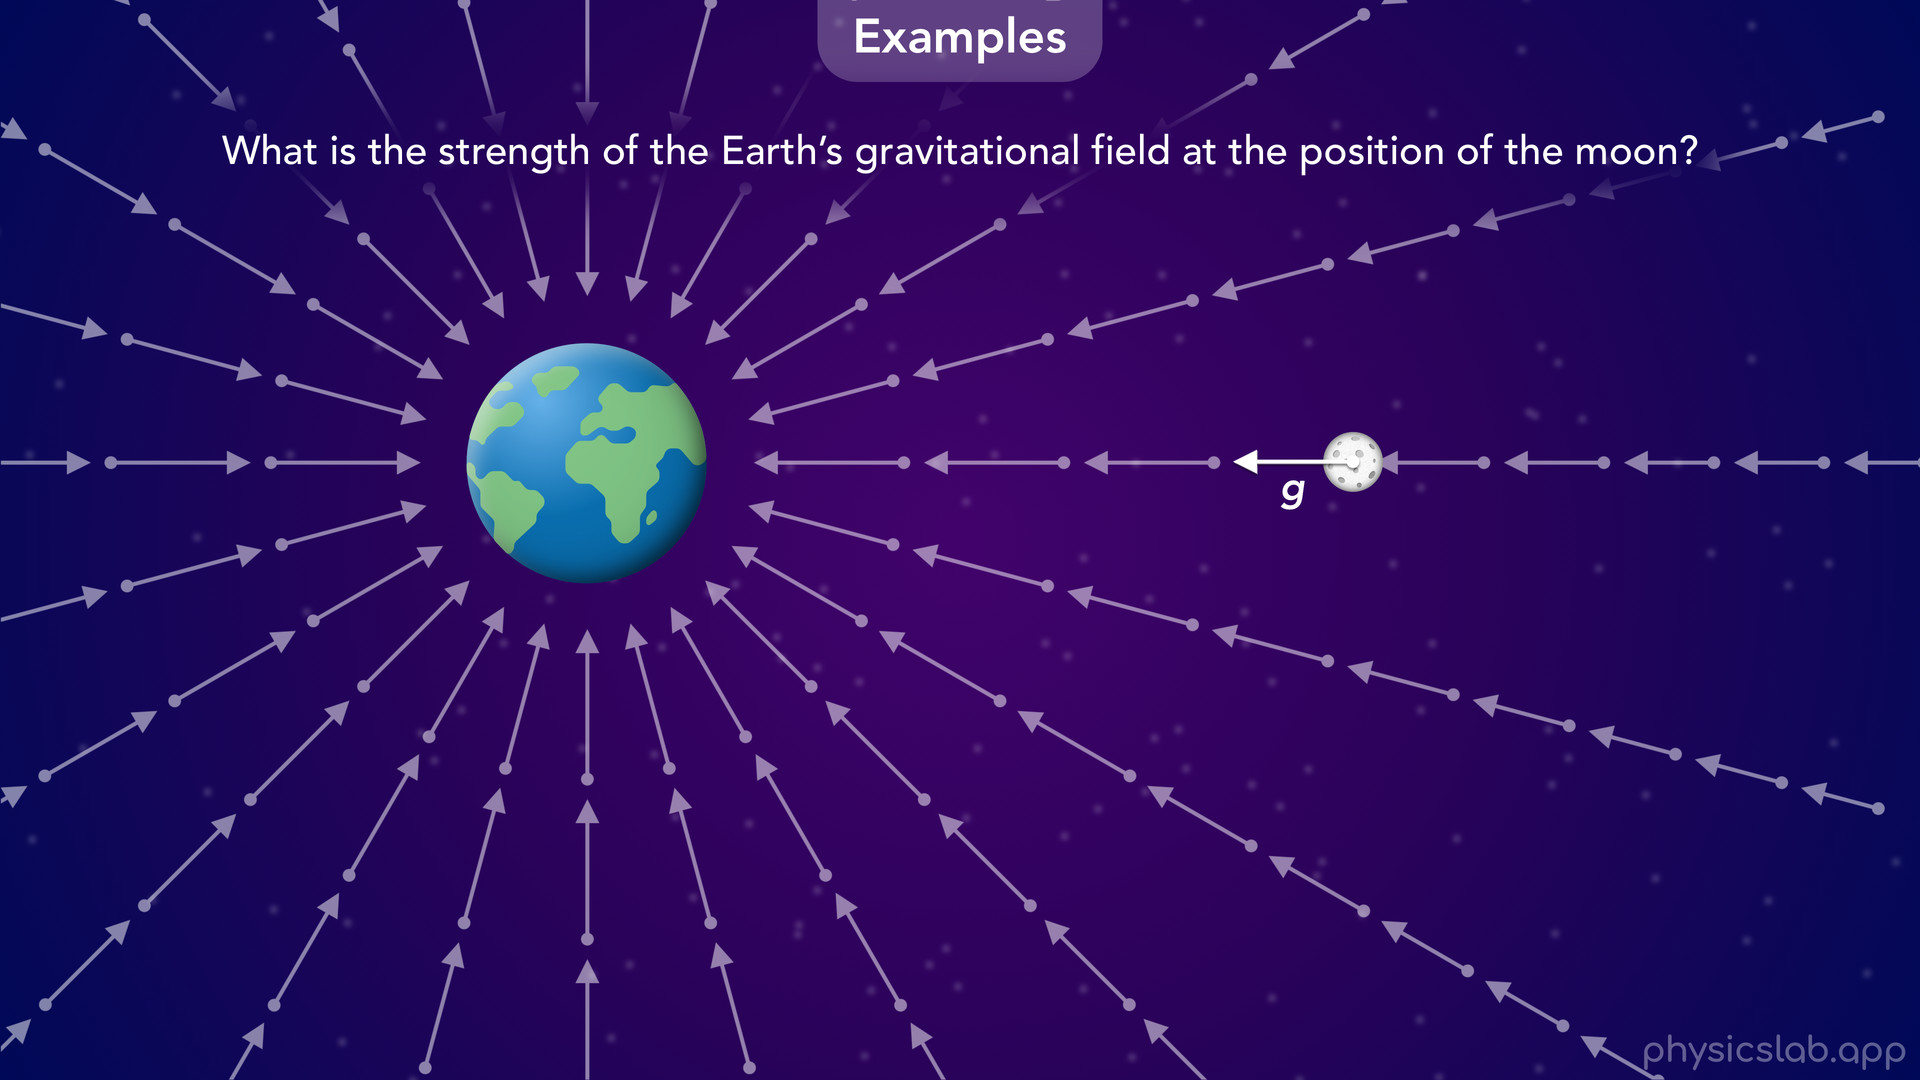 Examples
What is the strength of the Earth’s gravitational field at the position of the moon?
g
physicslab.app